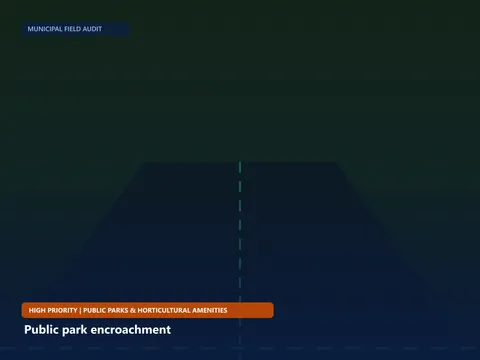 MUNICIPAL FIELD AUDIT
HIGH PRIORITY | PUBLIC PARKS & HORTICULTURAL AMENITIES
Public park encroachment